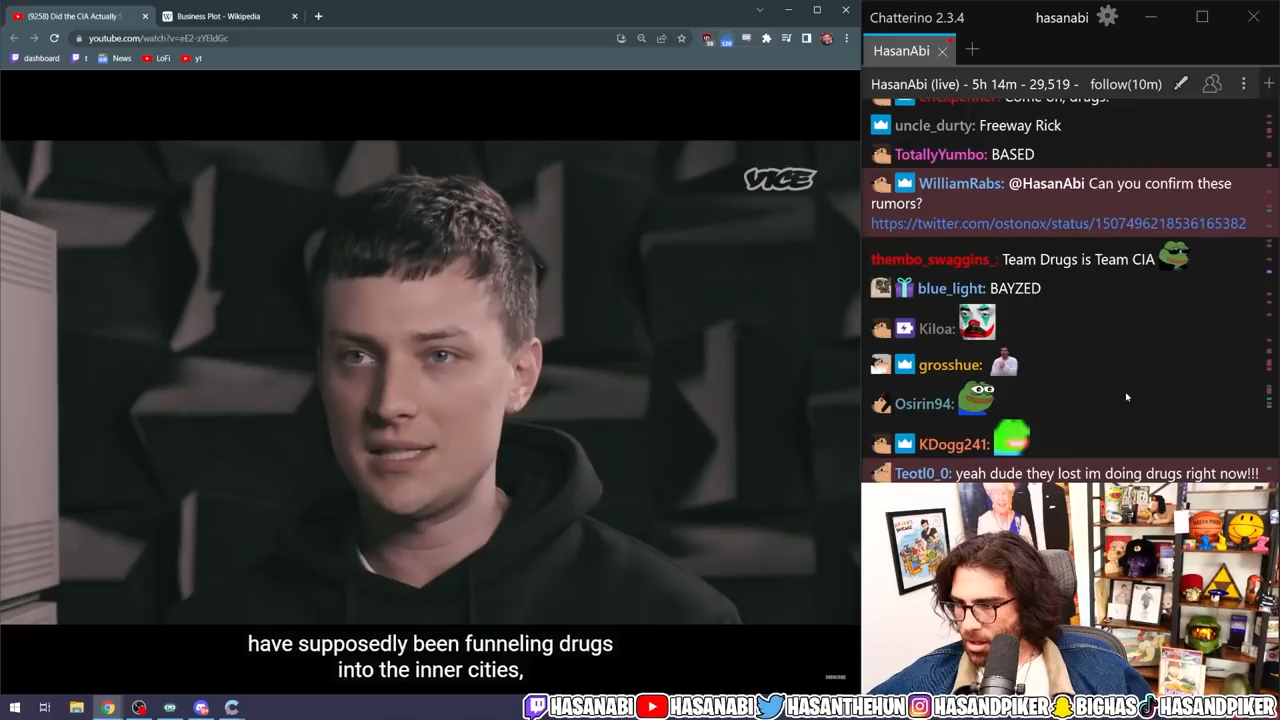 (9258) Did the CIA Actually S
Business Plot - Wikipedia
youtube.com/watch?v=eE2-zYEldGc
dashboard
t
News
LoFi
yt
VICE
have supposedly been funneling drugs
into the inner cities,
Chatterino 2.3.4
hasanabi
HasanAbi
HasanAbi (live) - 5h 14m - 29,519 - follow(10m)
uncle_durty: Freeway Rick
TotallyYumbo: BASED
WilliamRabs: @HasanAbi Can you confirm these
rumors?
https://twitter.com/ostonox/status/1507496218536165382
thembo_swaggins_: Team Drugs is Team CIA
blue_light: BAYZED
Kiloa:
grosshue:
Osirin94:
KDogg241:
Teotl0_0: yeah dude they lost im doing drugs right now!!!
HASANABI
HASANABI
HASANTHEHUN
HASANDPIKER
BIGHAS
HASANDPIKER